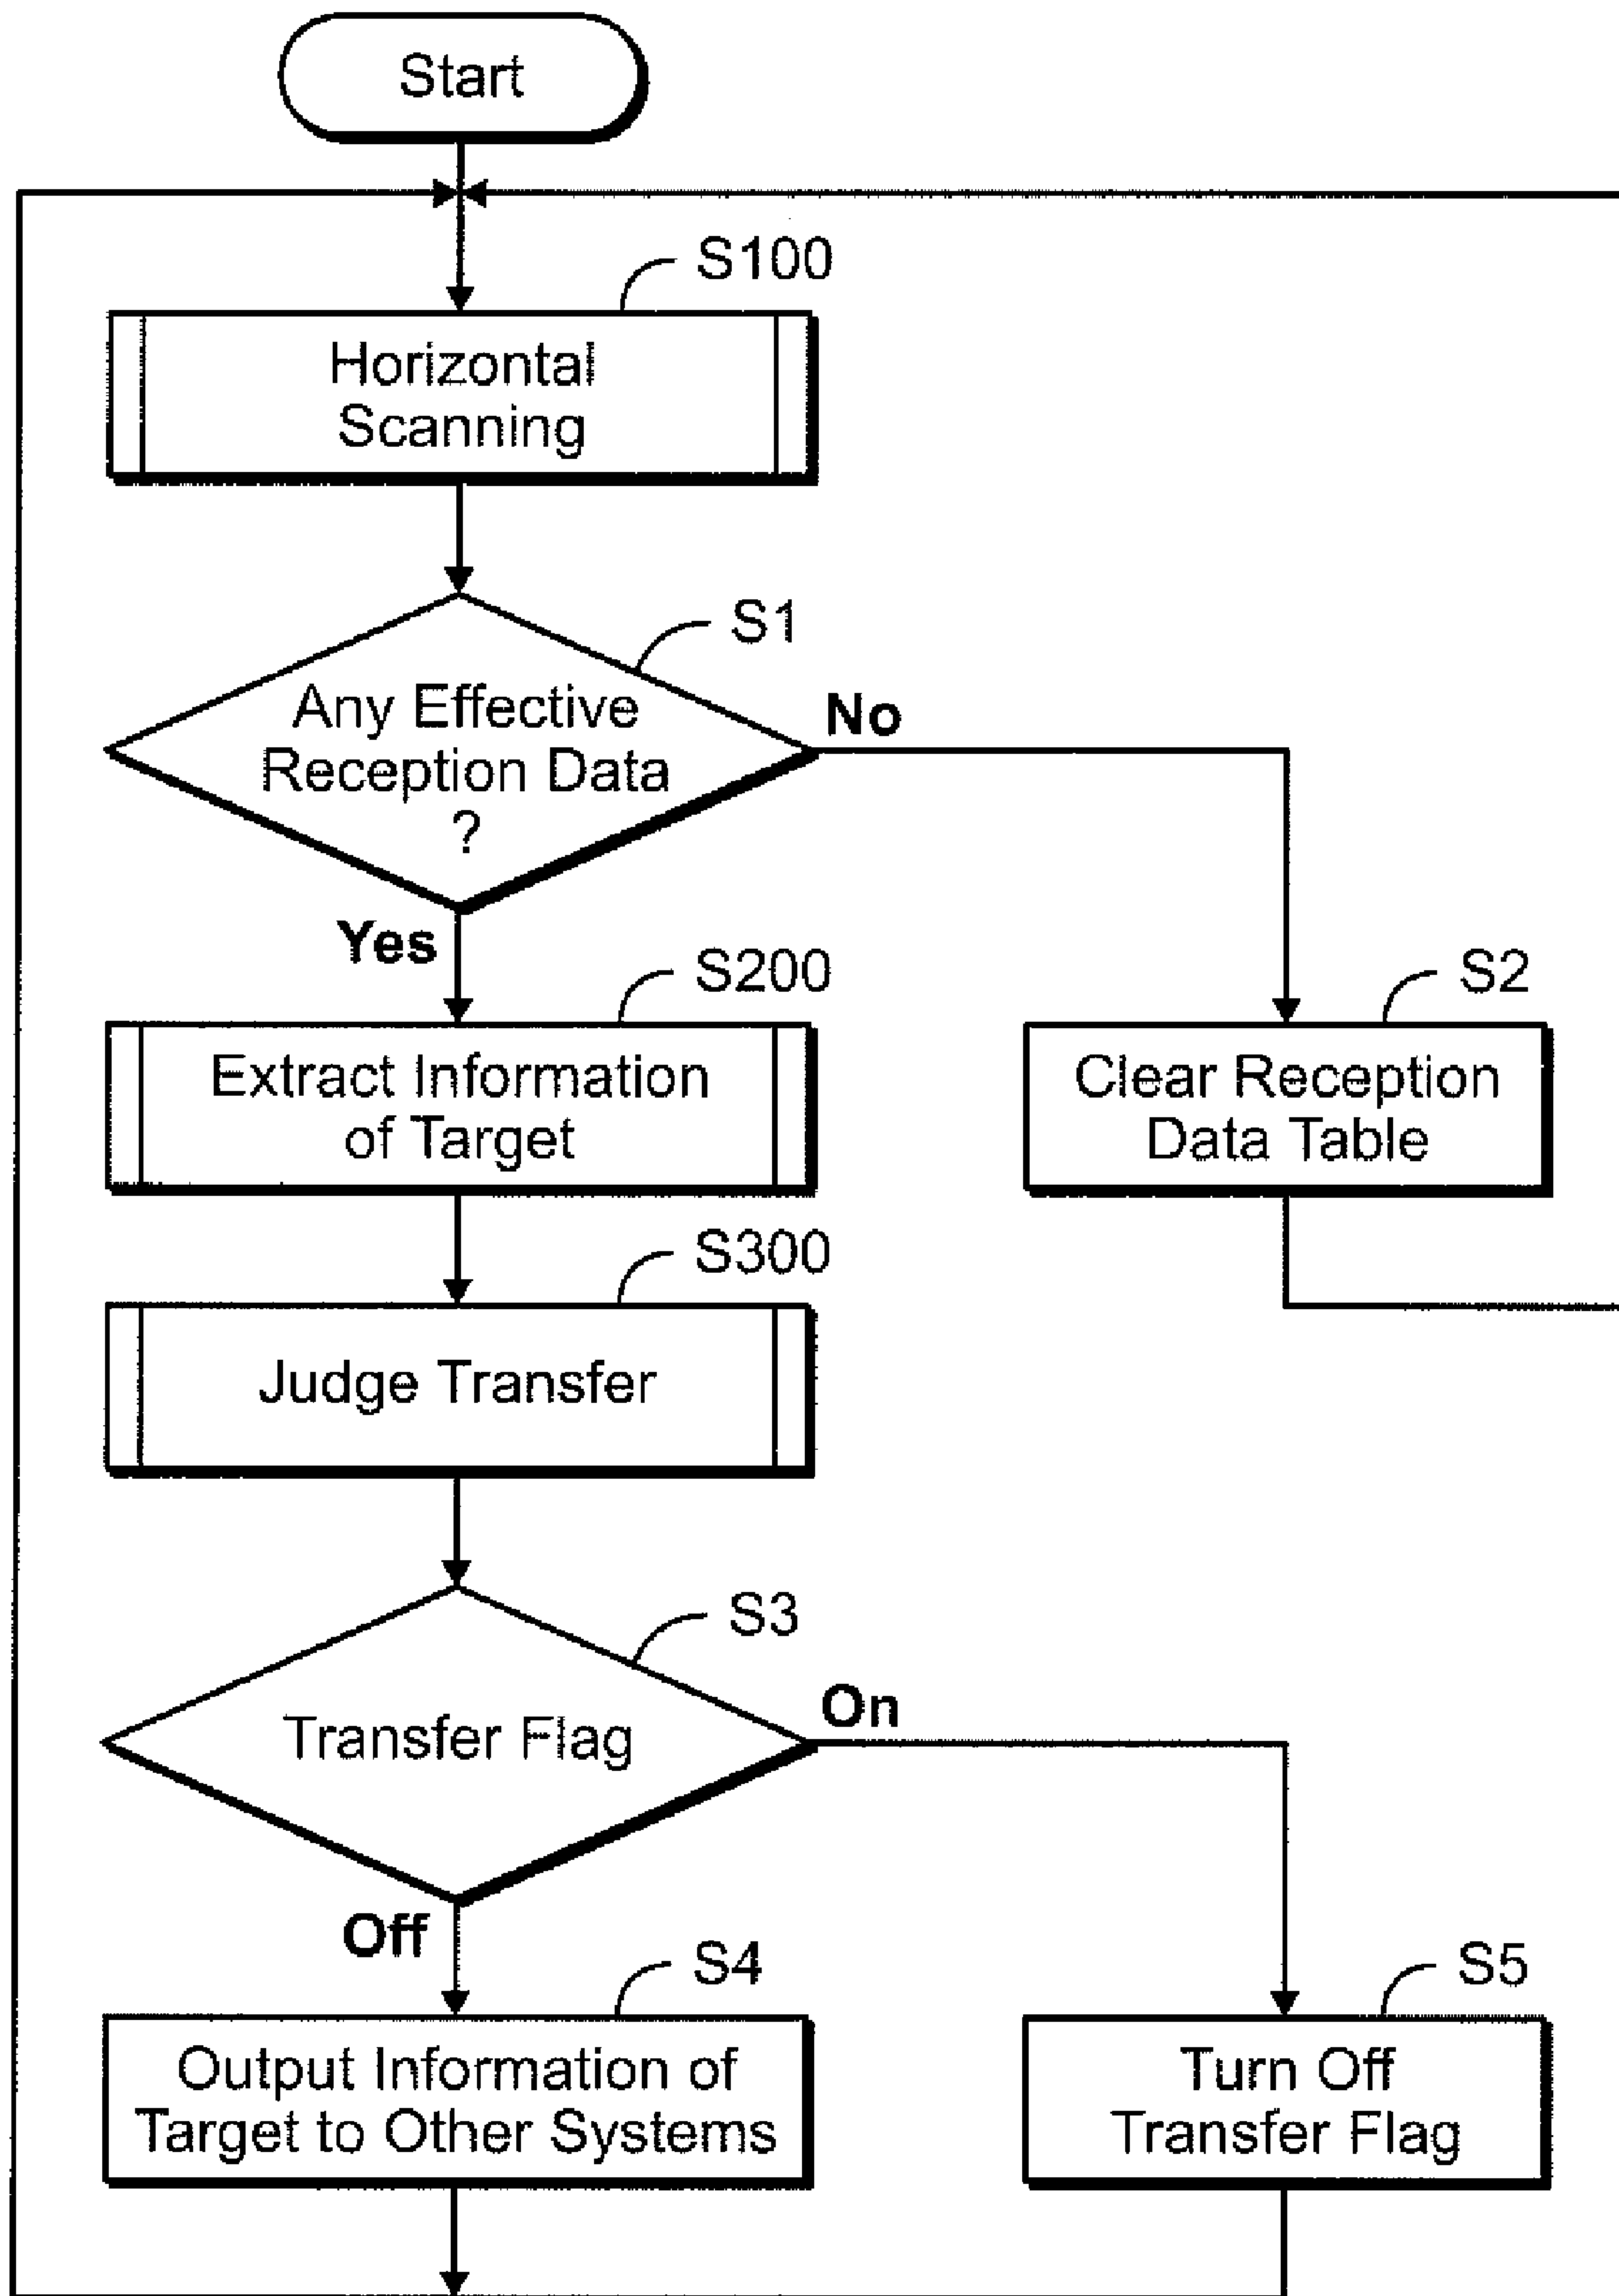 Start
S100
Horizontal
Scanning
S1
Any Effective
Reception Data
?
No
Yes
S200
Extract Information
of Target
S2
Clear Reception
Data Table
S300
Judge Transfer
S3
Transfer Flag
On
Off
S4
Output Information of
Target to Other Systems
S5
Turn Off
Transfer Flag